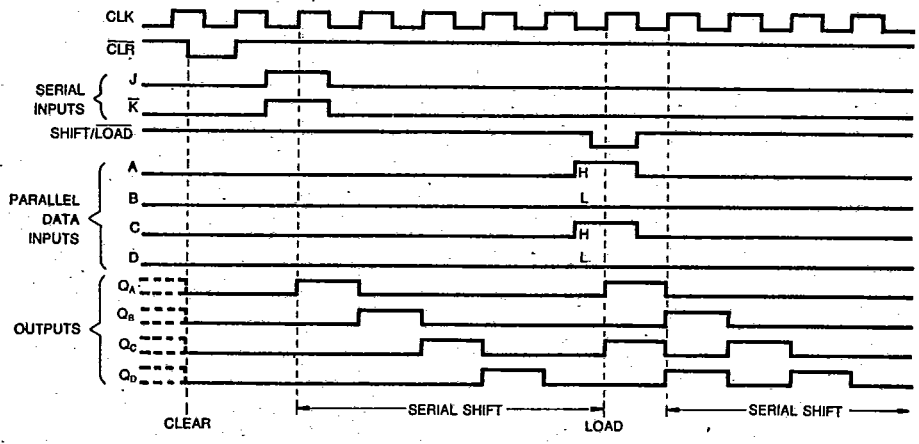 CLK
CLR
SERIAL
INPUTS
J
K
SHIFT/LOAD
PARALLEL
DATA
INPUTS
A
H
B
L
C
H
D
L
OUTPUTS
QA
QB
QC
QD
CLEAR
SERIAL SHIFT
LOAD
SERIAL SHIFT